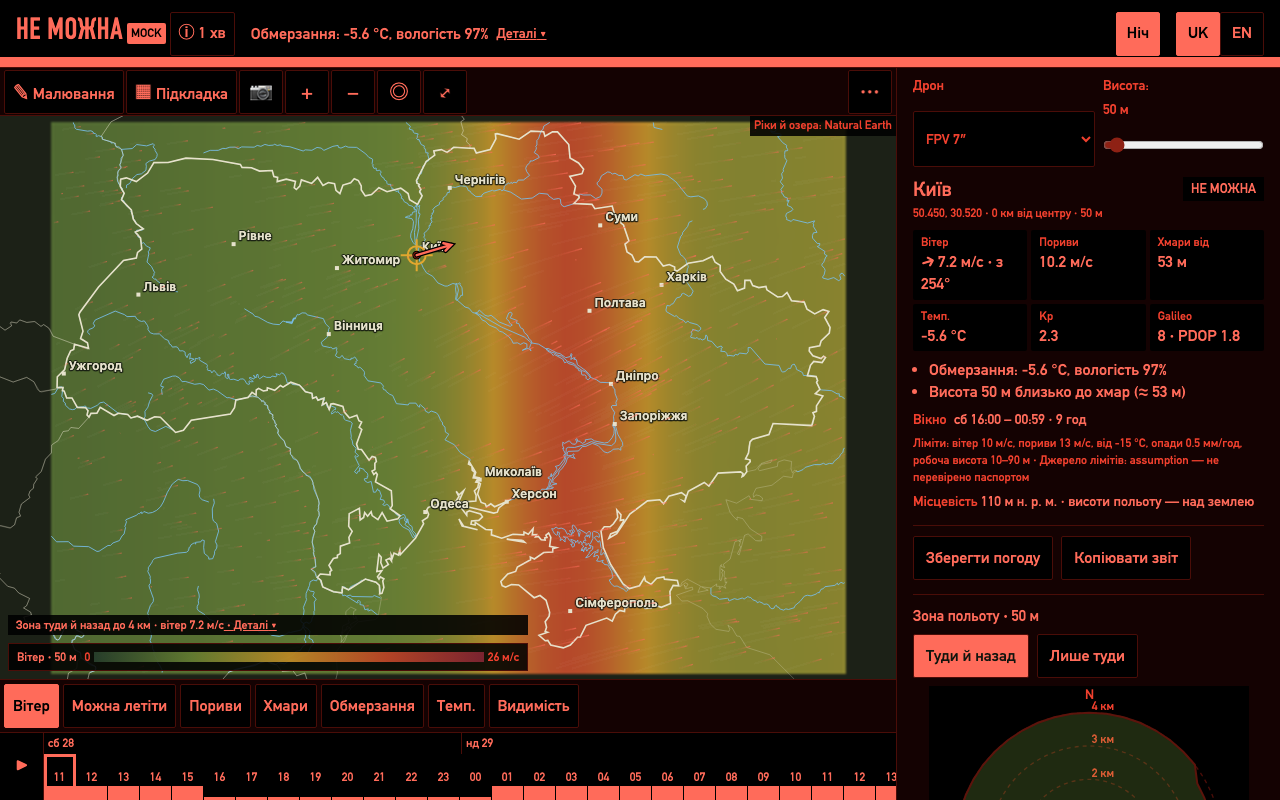 НЕ МОЖНА МОСК ⓘ 1 хв Обмерзання: -5.6 °C, вологість 97% Деталі ▾ Ніч UK EN
✎ Малювання ▦ Підкладка + − ◎ ⤢ ···
Ріки й озера: Natural Earth
Чернігів
Суми
Рівне
Київ
Житомир
Харків
Львів
Полтава
Вінниця
Ужгород
Дніпро
Запоріжжя
Миколаїв
Херсон
Одеса
Сімферополь
Зона туди й назад до 4 км · вітер 7.2 м/с · Деталі ▾
Вітер · 50 м 0 26 м/с
Вітер Можна летіти Пориви Хмари Обмерзання Темп. Видимість
сб 28 нд 29
▶ 11 12 13 14 15 16 17 18 19 20 21 22 23 00 01 02 03 04 05 06 07 08 09 10 11 12 13
Дрон Висота:
50 м
FPV 7″
Київ НЕ МОЖНА
50.450, 30.520 · 0 км від центру · 50 м
Вітер Пориви Хмари від
➔ 7.2 м/с · з 10.2 м/с 53 м
254°
Темп. Kp Galileo
-5.6 °C 2.3 8 · PDOP 1.8
• Обмерзання: -5.6 °C, вологість 97%
• Висота 50 м близько до хмар (≈ 53 м)
Вікно сб 16:00 – 00:59 · 9 год
Ліміти: вітер 10 м/с, пориви 13 м/с, від -15 °C, опади 0.5 мм/год,
робоча висота 10–90 м · Джерело лімітів: assumption — не
перевірено паспортом
Місцевість 110 м н. р. м. · висоти польоту — над землею
Зберегти погоду Копіювати звіт
Зона польоту · 50 м
Туди й назад Лише туди
N
4 км
3 км
2 км